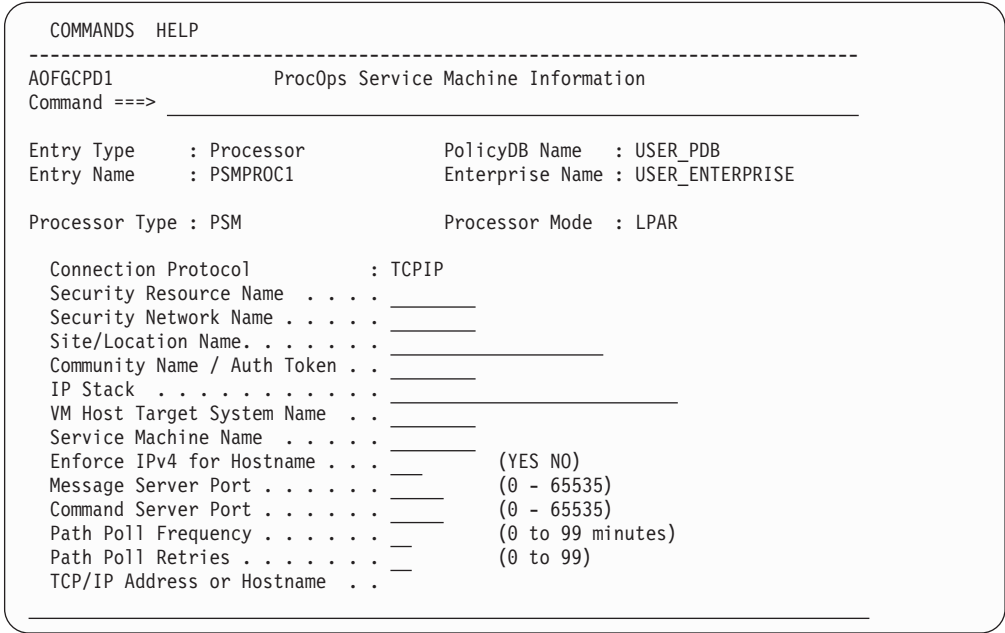 COMMANDS HELP
-------------------------------------------------------------------------------
AOFGCPD1 ProcOps Service Machine Information
Command ===>
Entry Type : Processor PolicyDB Name : USER_PDB
Entry Name : PSMPROC1 Enterprise Name : USER_ENTERPRISE
Processor Type : PSM Processor Mode : LPAR
Connection Protocol : TCPIP
Security Resource Name . . . .
Security Network Name . . . . .
Site/Location Name. . . . . . .
Community Name / Auth Token . .
IP Stack . . . . . . . . . . .
VM Host Target System Name . .
Service Machine Name . . . . .
Enforce IPv4 for Hostname . . . (YES NO)
Message Server Port . . . . . . (0 - 65535)
Command Server Port . . . . . . (0 - 65535)
Path Poll Frequency . . . . . . (0 to 99 minutes)
Path Poll Retries . . . . . . . (0 to 99)
TCP/IP Address or Hostname . .